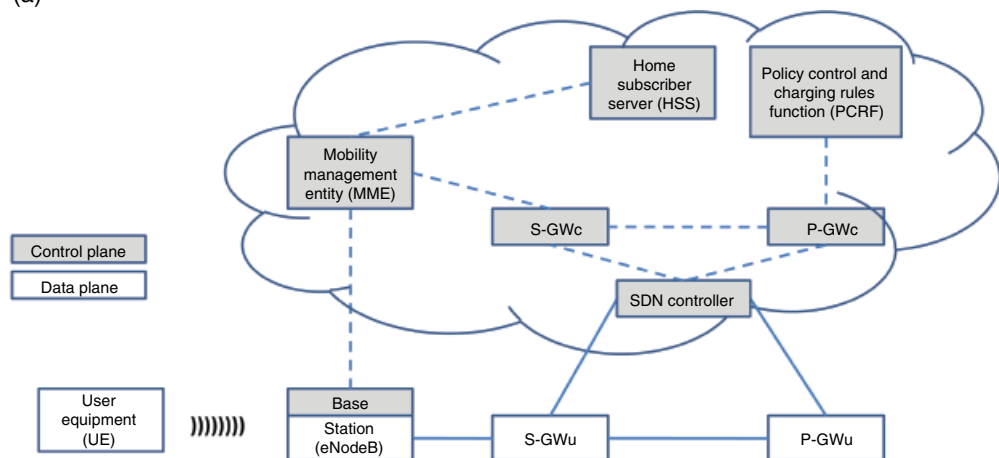 (a)
Home
subscriber
server (HSS)
Policy control and
charging rules
function (PCRF)
Mobility
management
entity (MME)
S-GWc
P-GWc
Control plane
Data plane
SDN controller
User
equipment
(UE)
Base
Station
(eNodeB)
S-GWu
P-GWu